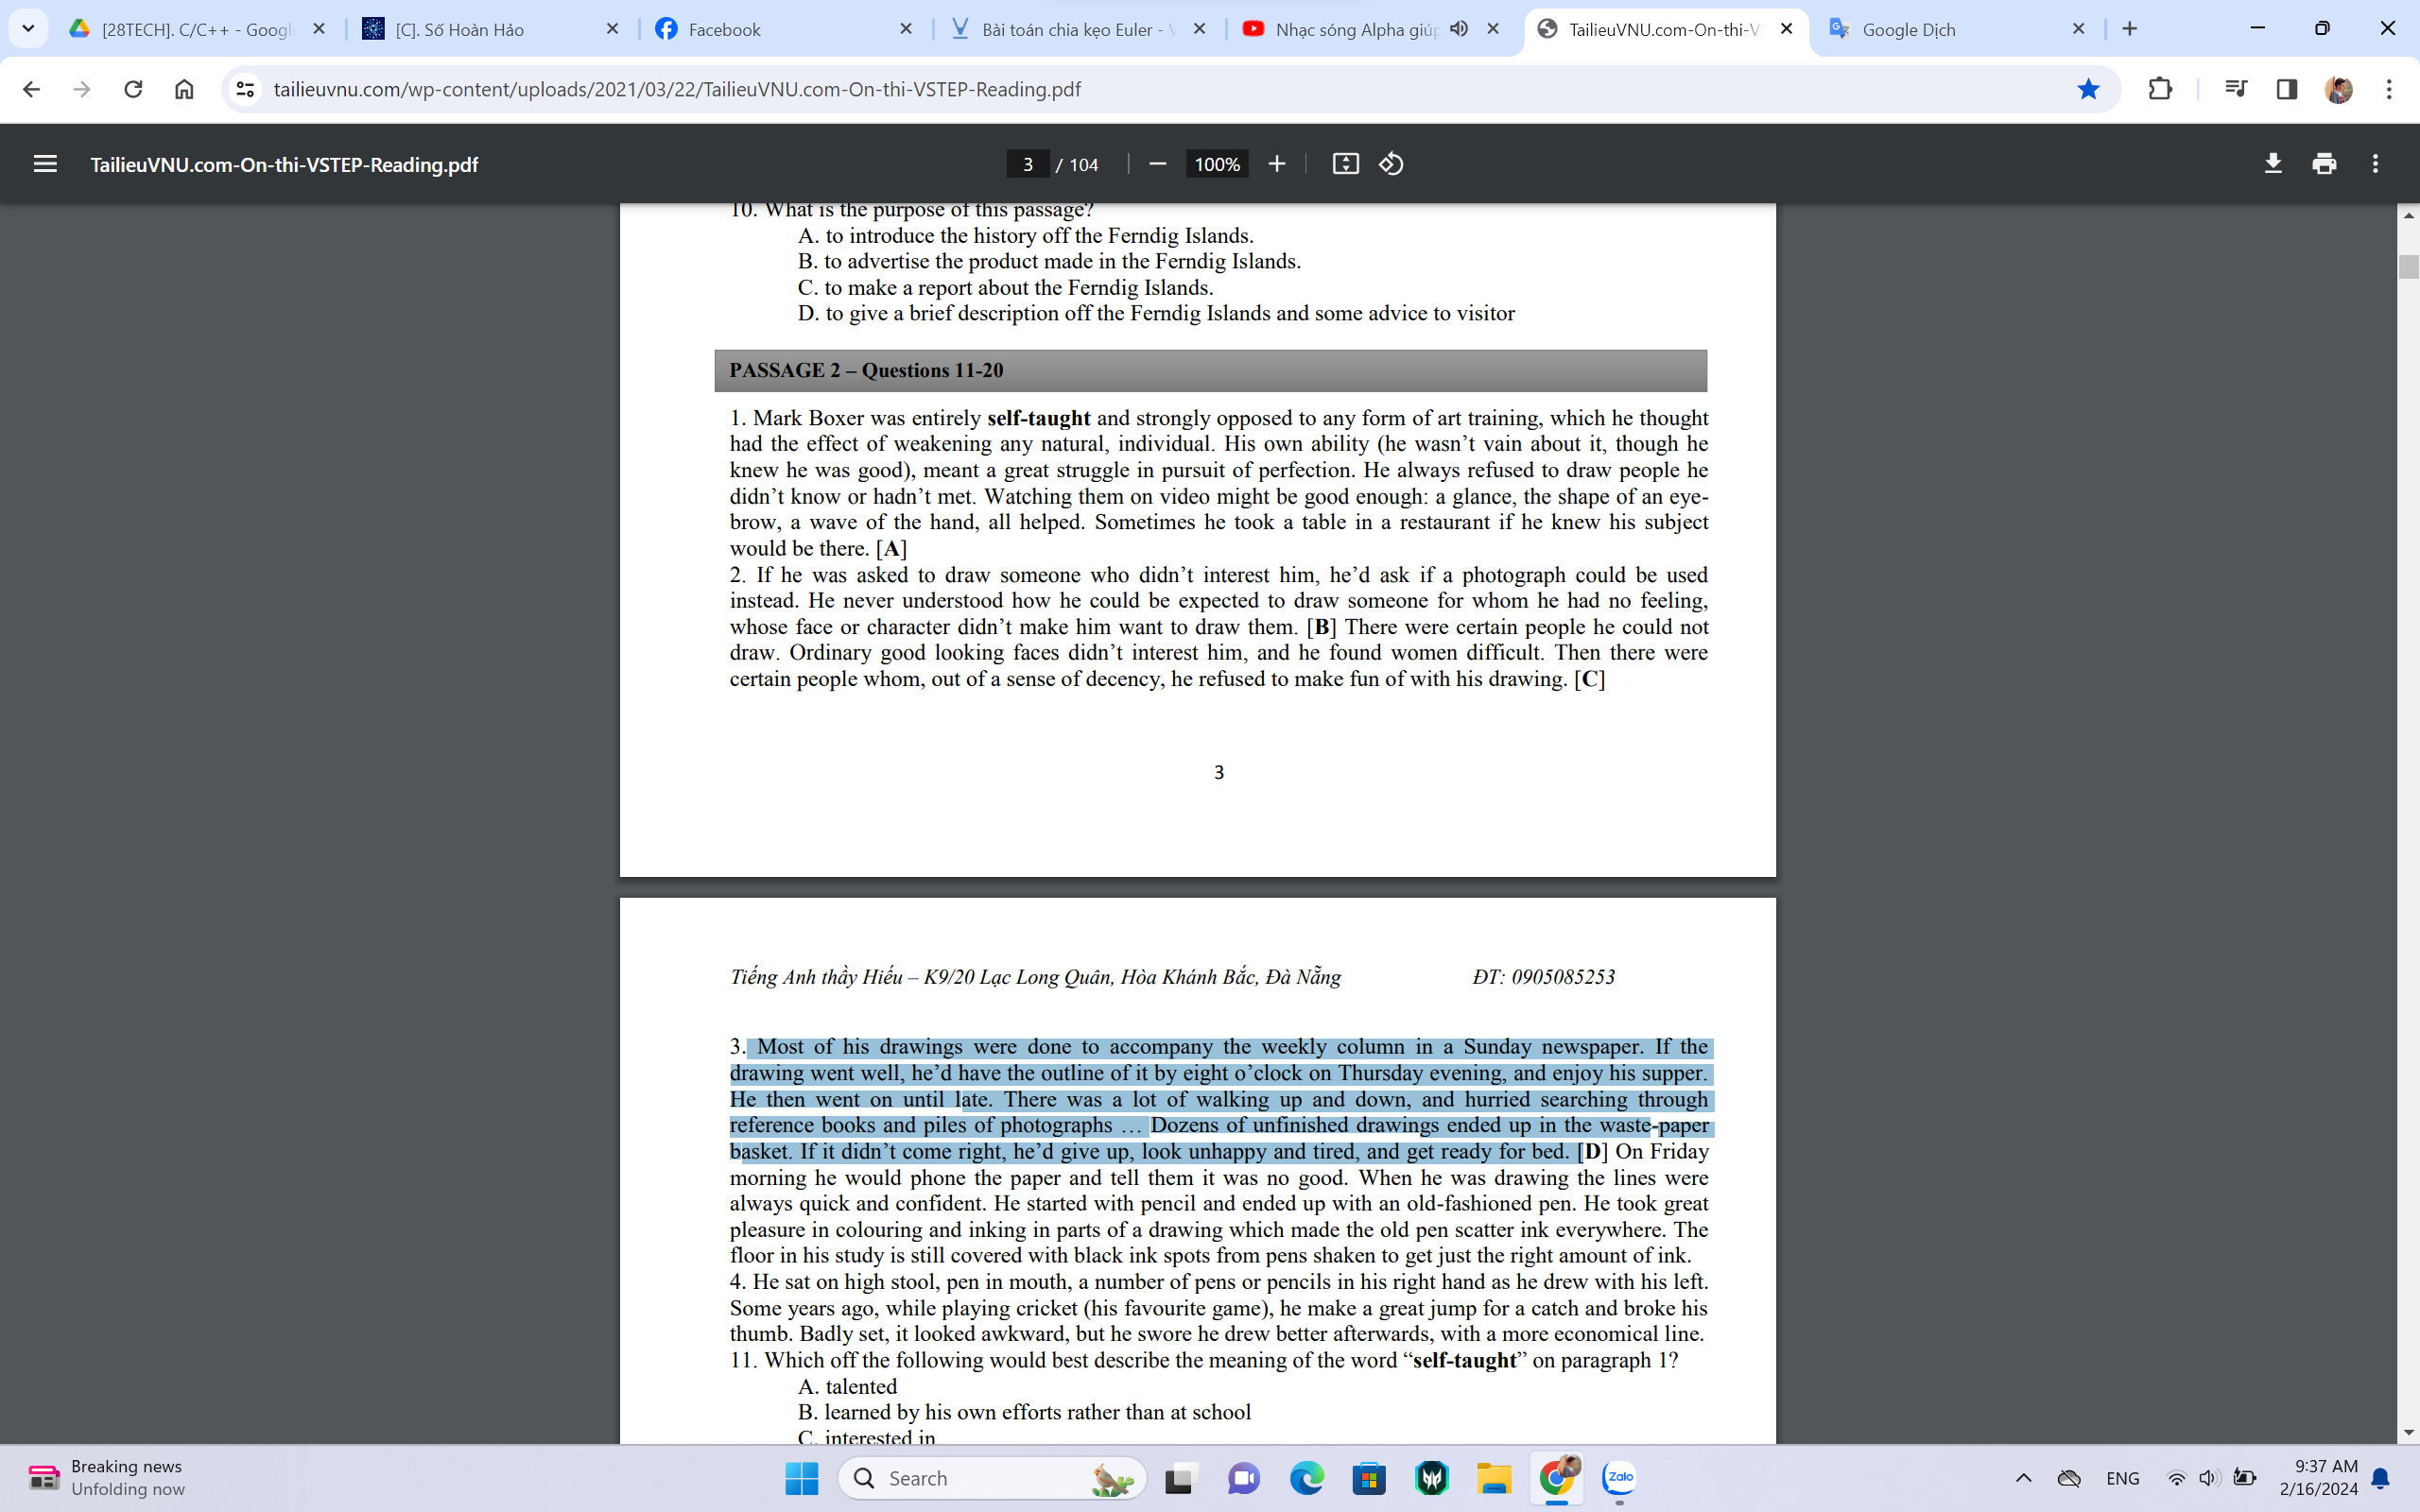 [28TECH]. C/C++ - Googl
[C]. Số Hoàn Hảo
Facebook
Bài toán chia kẹo Euler -
Nhạc sóng Alpha giúp
TailieuVNU.com-On-thi-V
Google Dịch
tailieuvnu.com/wp-content/uploads/2021/03/22/TailieuVNU.com-On-thi-VSTEP-Reading.pdf
TailieuVNU.com-On-thi-VSTEP-Reading.pdf
3 / 104
100%
10. What is the purpose of this passage?
A. to introduce the history off the Ferndig Islands.
B. to advertise the product made in the Ferndig Islands.
C. to make a report about the Ferndig Islands.
D. to give a brief description off the Ferndig Islands and some advice to visitor
PASSAGE 2 – Questions 11-20
1. Mark Boxer was entirely self-taught and strongly opposed to any form of art training, which he thought
had the effect of weakening any natural, individual. His own ability (he wasn't vain about it, though he
knew he was good), meant a great struggle in pursuit of perfection. He always refused to draw people he
didn't know or hadn't met. Watching them on video might be good enough: a glance, the shape of an eye-
brow, a wave of the hand, all helped. Sometimes he took a table in a restaurant if he knew his subject
would be there. [A]
2. If he was asked to draw someone who didn't interest him, he'd ask if a photograph could be used
instead. He never understood how he could be expected to draw someone for whom he had no feeling,
whose face or character didn't make him want to draw them. [B] There were certain people he could not
draw. Ordinary good looking faces didn't interest him, and he found women difficult. Then there were
certain people whom, out of a sense of decency, he refused to make fun of with his drawing. [C]
3
Tiếng Anh thầy Hiếu – K9/20 Lạc Long Quân, Hòa Khánh Bắc, Đà Nẵng ĐT: 0905085253
3. Most of his drawings were done to accompany the weekly column in a Sunday newspaper. If the
drawing went well, he'd have the outline of it by eight o'clock on Thursday evening, and enjoy his supper.
He then went on until late. There was a lot of walking up and down, and hurried searching through
reference books and piles of photographs … Dozens of unfinished drawings ended up in the waste-paper
basket. If it didn't come right, he'd give up, look unhappy and tired, and get ready for bed. [D] On Friday
morning he would phone the paper and tell them it was no good. When he was drawing the lines were
always quick and confident. He started with pencil and ended up with an old-fashioned pen. He took great
pleasure in colouring and inking in parts of a drawing which made the old pen scatter ink everywhere. The
floor in his study is still covered with black ink spots from pens shaken to get just the right amount of ink.
4. He sat on high stool, pen in mouth, a number of pens or pencils in his right hand as he drew with his left.
Some years ago, while playing cricket (his favourite game), he make a great jump for a catch and broke his
thumb. Badly set, it looked awkward, but he swore he drew better afterwards, with a more economical line.
11. Which off the following would best describe the meaning of the word “self-taught” on paragraph 1?
A. talented
B. learned by his own efforts rather than at school
C. interested in
Breaking news
Unfolding now
Search
Zalo
ENG
9:37 AM
2/16/2024